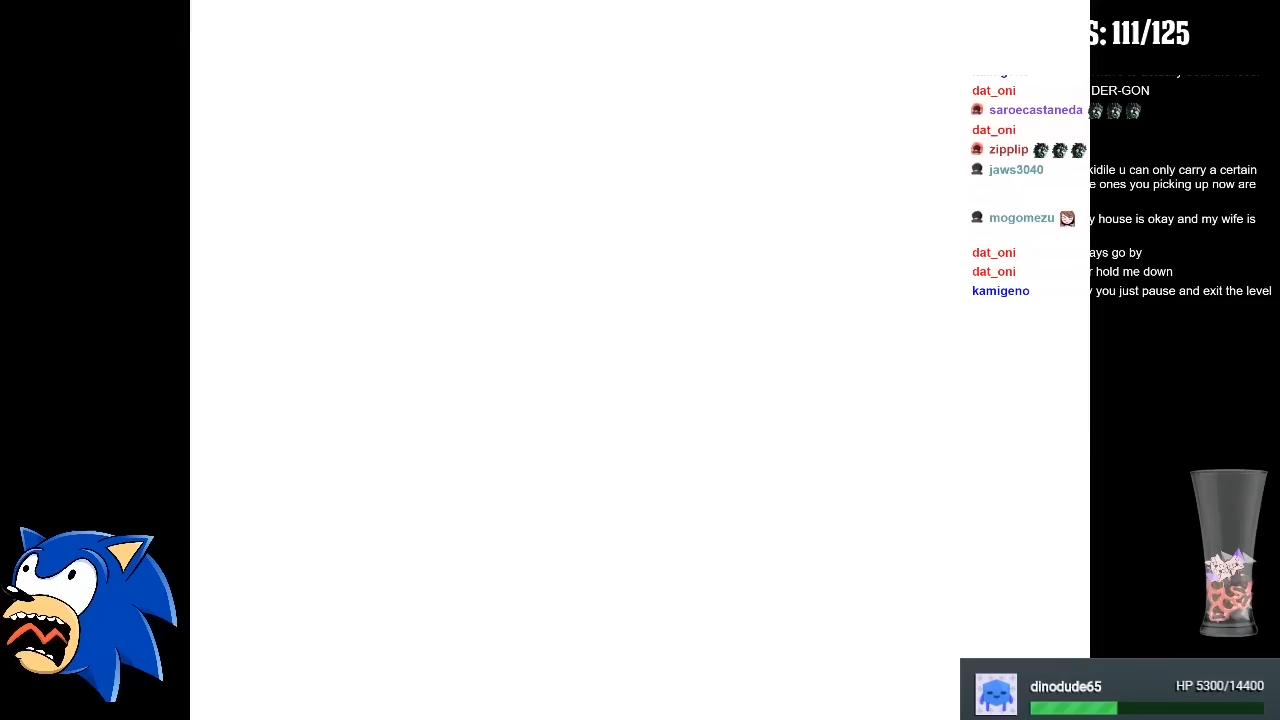 S: 111/125
dat_oni DER-GON
saroecastaneda
dat_oni
zipplip
jaws3040 kidile u can only carry a certain
e ones you picking up now are
mogomezu y house is okay and my wife is
dat_oni ays go by
dat_oni r hold me down
kamigeno y you just pause and exit the level
dinodude65 HP 5300/14400